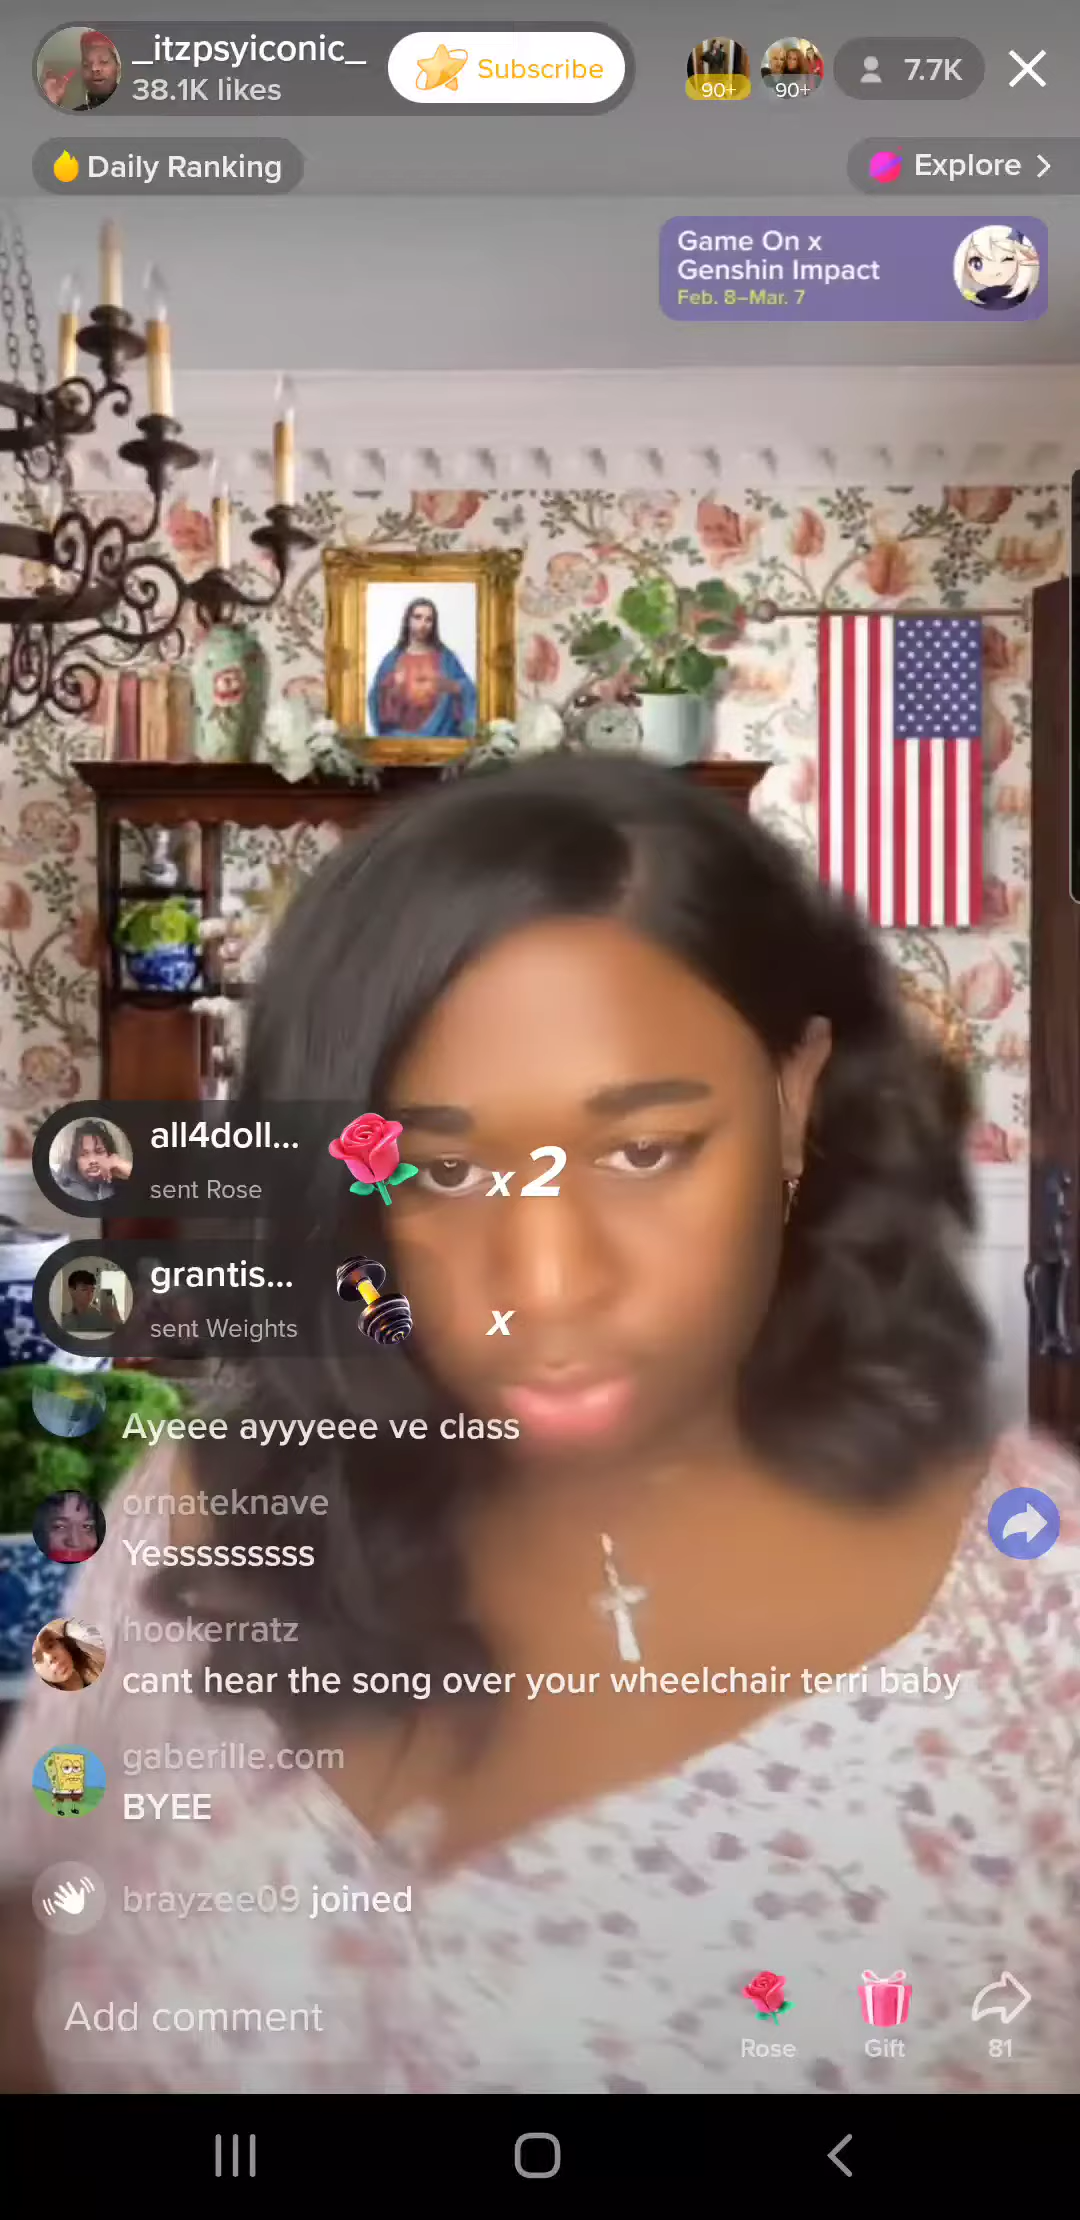 _itzpsyiconic_
38.1K likes
Subscribe
90+
90+
7.7K
Daily Ranking
Explore
Game On x
Genshin Impact
Feb. 8–Mar. 7
all4doll...
sent Rose
x2
grantis...
sent Weights
x
Ayeee ayyyeee ve class
ornateknave
Yesssssssss
hookerratz
cant hear the song over your wheelchair terri baby
gaberille.com
BYEE
brayzee09 joined
Add comment
Rose
Gift
81